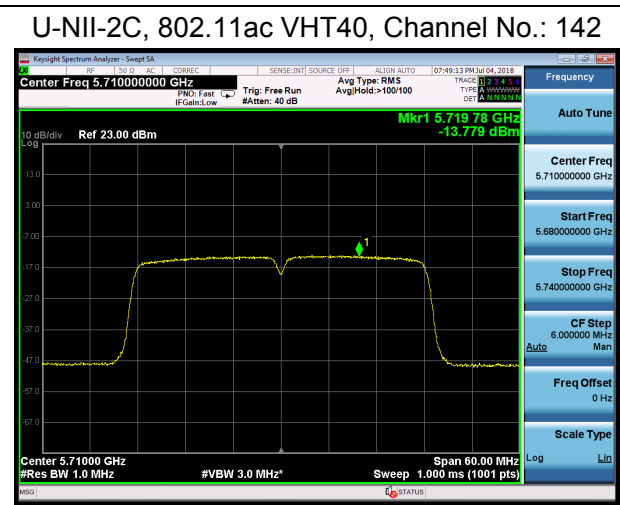 U-NII-2C, 802.11ac VHT40, Channel No.: 142
Keysight Spectrum Analyzer - Swept SA
RF 50 Ω AC CORREC SENSE:INT SOURCE OFF ALIGN AUTO 07:49:13 PM Jul 04, 2018
Center Freq 5.710000000 GHz
PNO: Fast
IFGain:Low
Trig: Free Run
#Atten: 40 dB
Avg Type: RMS
Avg|Hold:>100/100
TRACE 1 2 3 4 5 6
TYPE A WWWWW
DET A N N N N N
Mkr1 5.719 78 GHz
-13.779 dBm
10 dB/div Ref 23.00 dBm
Log
13.0
3.00
-7.00
-17.0
-27.0
-37.0
-47.0
-57.0
-67.0
1
Center 5.71000 GHz Span 60.00 MHz
#Res BW 1.0 MHz #VBW 3.0 MHz* Sweep 1.000 ms (1001 pts)
MSG STATUS
Frequency
Auto Tune
Center Freq
5.710000000 GHz
Start Freq
5.680000000 GHz
Stop Freq
5.740000000 GHz
CF Step
6.000000 MHz
Auto Man
Freq Offset
0 Hz
Scale Type
Log Lin